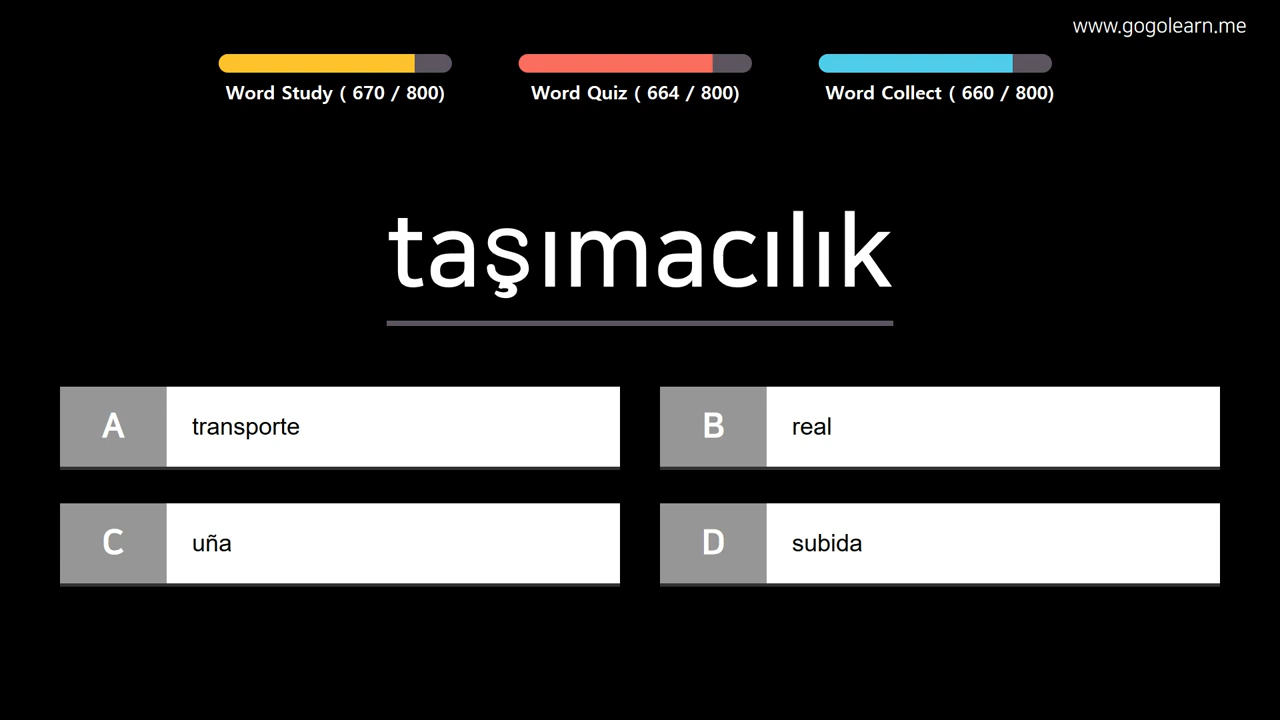 www.gogolearn.me
Word Study ( 670 / 800)
Word Quiz ( 664 / 800)
Word Collect ( 660 / 800)
taşımacılık
A transporte
B real
C uña
D subida